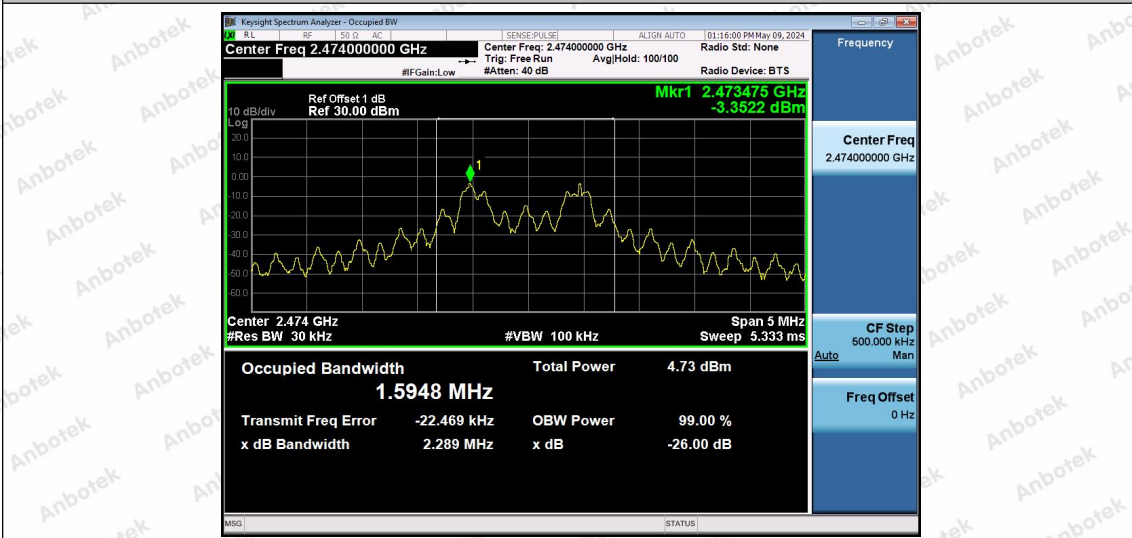 Keysight Spectrum Analyzer - Occupied BW
RL RF 50 Ω AC SENSE:PULSE ALIGN AUTO 01:16:00 PM May 09, 2024
Center Freq 2.474000000 GHz
Center Freq: 2.474000000 GHz
Radio Std: None
Trig: Free Run Avg|Hold: 100/100
#IFGain:Low
#Atten: 40 dB
Radio Device: BTS
Frequency
Mkr1 2.473475 GHz
-3.3522 dBm
Ref Offset 1 dB
10 dB/div Ref 30.00 dBm
Log
20.0
10.0
0.00
-10.0
-20.0
-30.0
-40.0
-50.0
-60.0
1
Center 2.474 GHz
Span 5 MHz
#Res BW 30 kHz
#VBW 100 kHz
Sweep 5.333 ms
Center Freq
2.474000000 GHz
CF Step
500.000 kHz
Auto Man
Freq Offset
0 Hz
Occupied Bandwidth
Total Power 4.73 dBm
1.5948 MHz
Transmit Freq Error -22.469 kHz OBW Power 99.00 %
x dB Bandwidth 2.289 MHz x dB -26.00 dB
MSG
STATUS
Anbotek